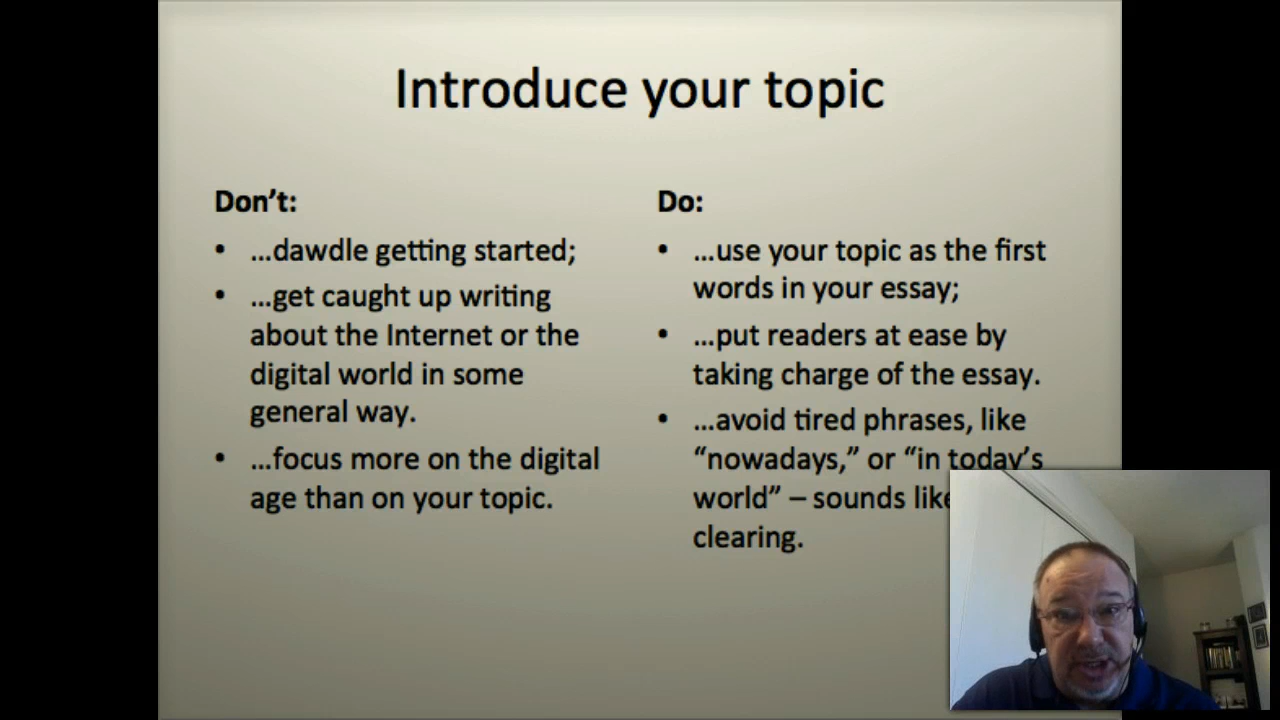 Introduce your topic
Don’t:
• …dawdle getting started;
• …get caught up writing
about the Internet or the
digital world in some
general way.
• …focus more on the digital
age than on your topic.
Do:
• …use your topic as the first
words in your essay;
• …put readers at ease by
taking charge of the essay.
• …avoid tired phrases, like
“nowadays,” or “in today’s
world” – sounds like
clearing.